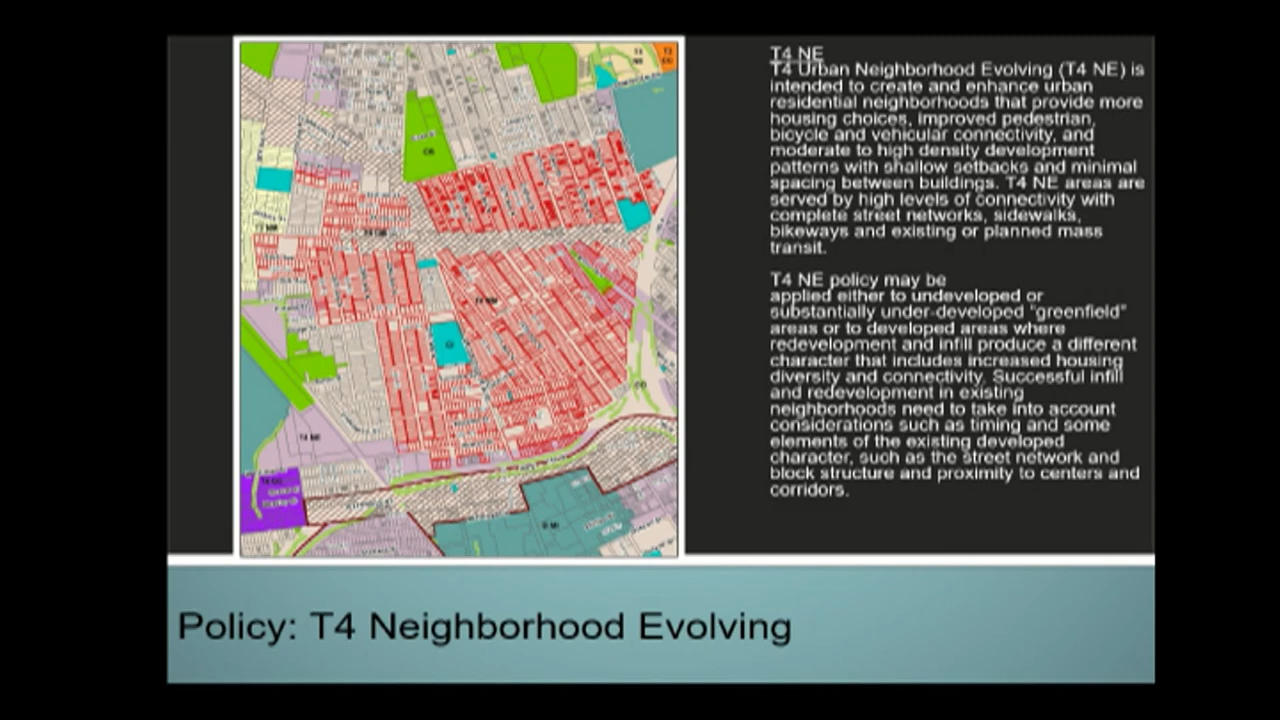 T4 NE
T4 Urban Neighborhood Evolving (T4 NE) is
intended to create and enhance urban
residential neighborhoods that provide more
housing choices, improved pedestrian,
bicycle and vehicular connectivity, and
moderate to high density development
patterns with shallow setbacks and minimal
spacing between buildings. T4 NE areas are
served by high levels of connectivity with
complete street networks, sidewalks,
bikeways and existing or planned mass
transit.
T4 NE policy may be
applied either to undeveloped or
substantially under-developed "greenfield"
areas or to developed areas where
redevelopment and infill produce a different
character that includes increased housing
diversity and connectivity. Successful infill
and redevelopment in existing
neighborhoods need to take into account
considerations such as timing and some
elements of the existing developed
character, such as the street network and
block structure and proximity to centers and
corridors.
T4 NE
Policy: T4 Neighborhood Evolving